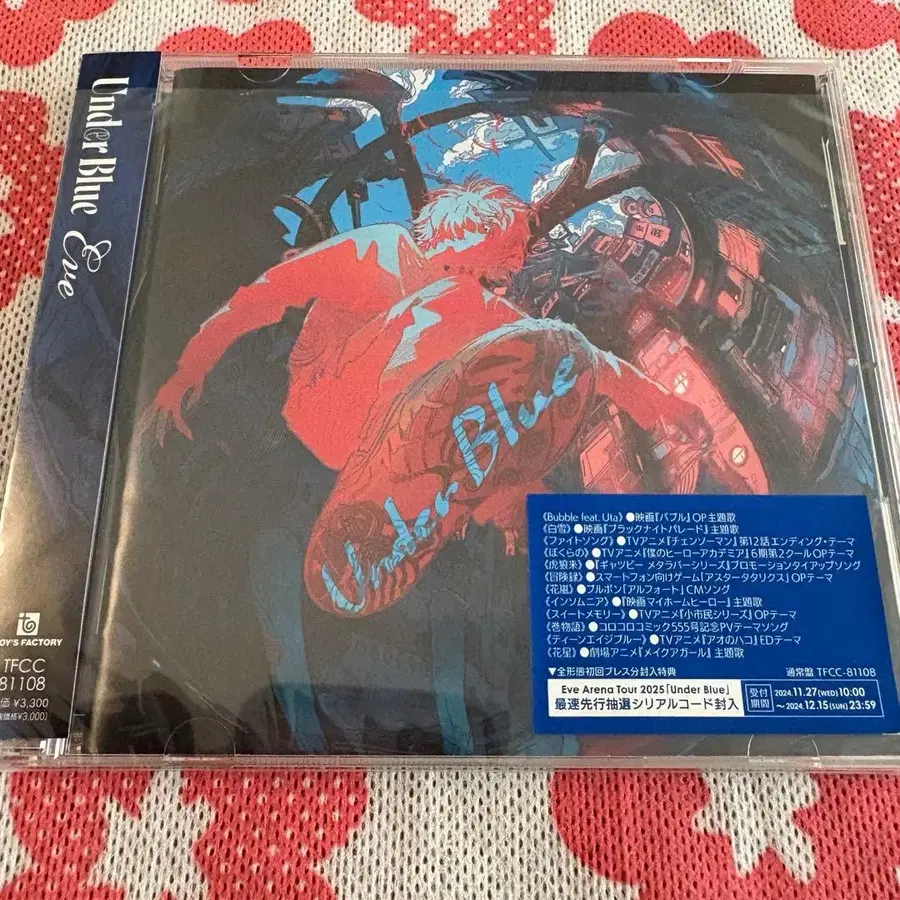 Under Blue Eve
TOY'S FACTORY
TFCC
-81108
¥3,300
¥3,000)
Under Blue
《Bubble feat. Uta》●映画『バブル』OP主題歌
《白雪》●映画『ブラックナイトパレード』主題歌
《ファイトソング》●TVアニメ『チェンソーマン』第12話エンディング・テーマ
《ぼくらの》●TVアニメ『僕のヒーローアカデミア』6期第2クールOPテーマ
《虎狼来》●『ギャツビー メタラバーシリーズ』プロモーションタイアップソング
《冒険録》●スマートフォン向けゲーム『アスタータタリクス』OPテーマ
《花嵐》●ブルボン『アルフォート』CMソング
《インソムニア》●『映画マイホームヒーロー』主題歌
《スイートメモリー》●TVアニメ『小市民シリーズ』OPテーマ
《巻物語》●コロコロコミック555号記念PVテーマソング
《ティーンエイジブルー》●TVアニメ『アオのハコ』EDテーマ
《花星》●劇場アニメ『メイクアガール』主題歌
▼全形態初回プレス分封入特典 通常盤 TFCC-81108
Eve Arena Tour 2025「Under Blue」
最速先行抽選シリアルコード封入
受付期間
2024.11.27(WED)10:00
～2024.12.15(SUN)23:59